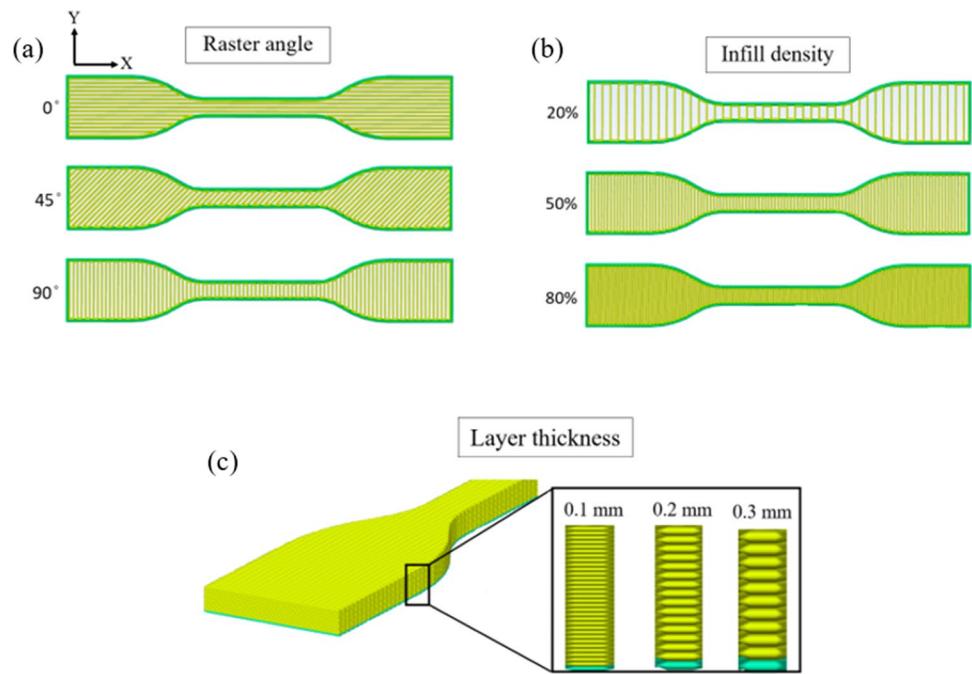 (a)
Y
X
Raster angle
0°
45°
90°
(b)
Infill density
20%
50%
80%
(c)
Layer thickness
0.1 mm 0.2 mm 0.3 mm